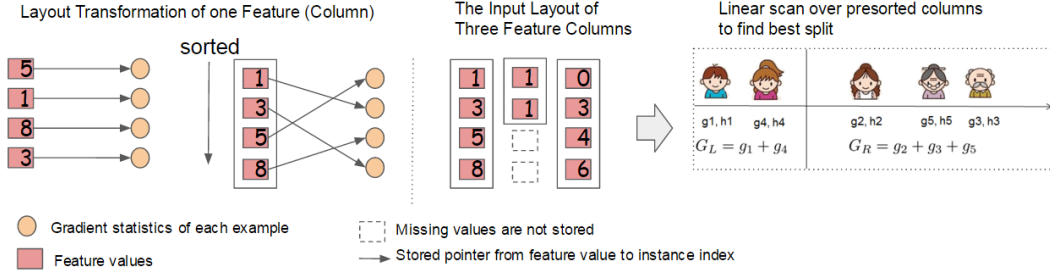 Layout Transformation of one Feature (Column)
The Input Layout of
Three Feature Columns
Linear scan over presorted columns
to find best split
sorted
5
1
8
3
1
3
5
8
1
3
5
8
1
1
0
3
4
6
g1, h1
g4, h4
g2, h2
g5, h5
g3, h3
G_L = g_1 + g_4
G_R = g_2 + g_3 + g_5
Gradient statistics of each example
Feature values
Missing values are not stored
Stored pointer from feature value to instance index